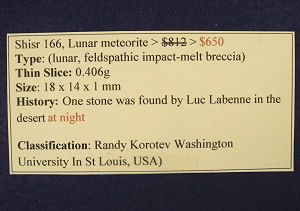 Shisr 166, Lunar meteorite > $812 > $650
Type: (lunar, feldspathic impact-melt breccia)
Thin Slice: 0.406g
Size: 18 x 14 x 1 mm
History: One stone was found by Luc Labenne in the
desert at night
Classification: Randy Korotev Washington
University In St Louis, USA)